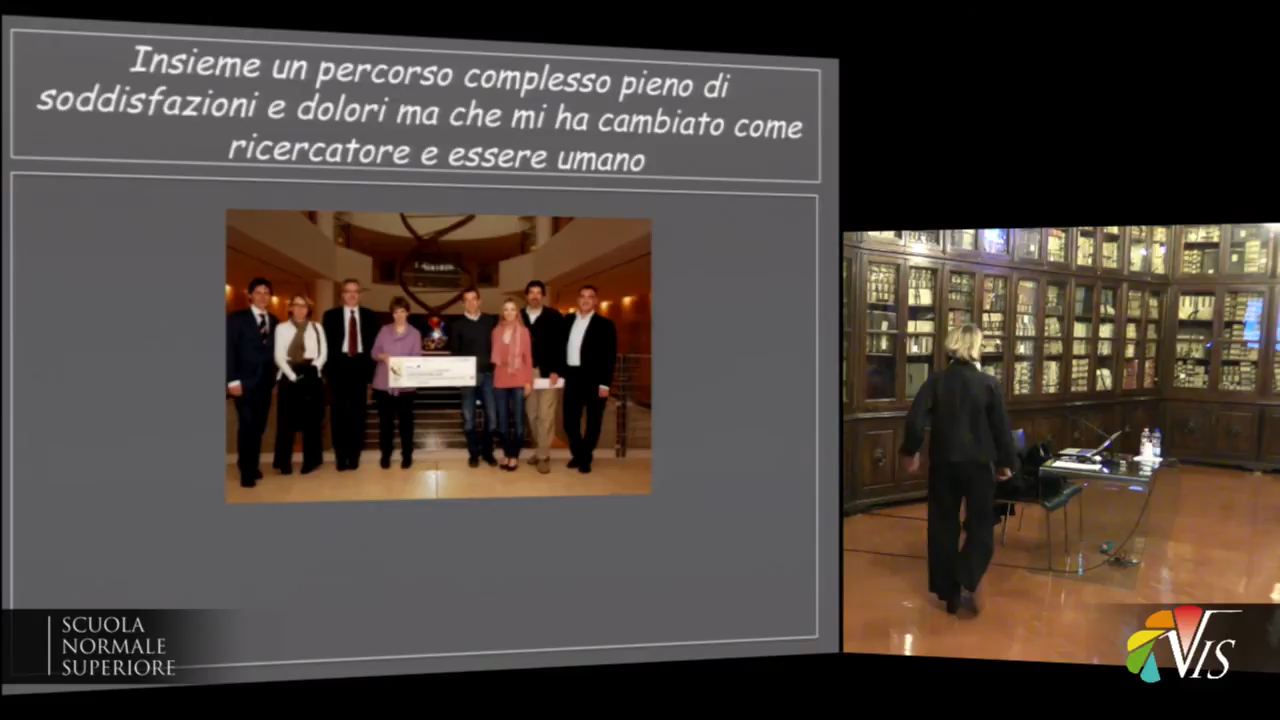 Insieme un percorso complesso pieno di
soddisfazioni e dolori ma che mi ha cambiato come
ricercatore e essere umano
SCUOLA
NORMALE
SUPERIORE
VIS